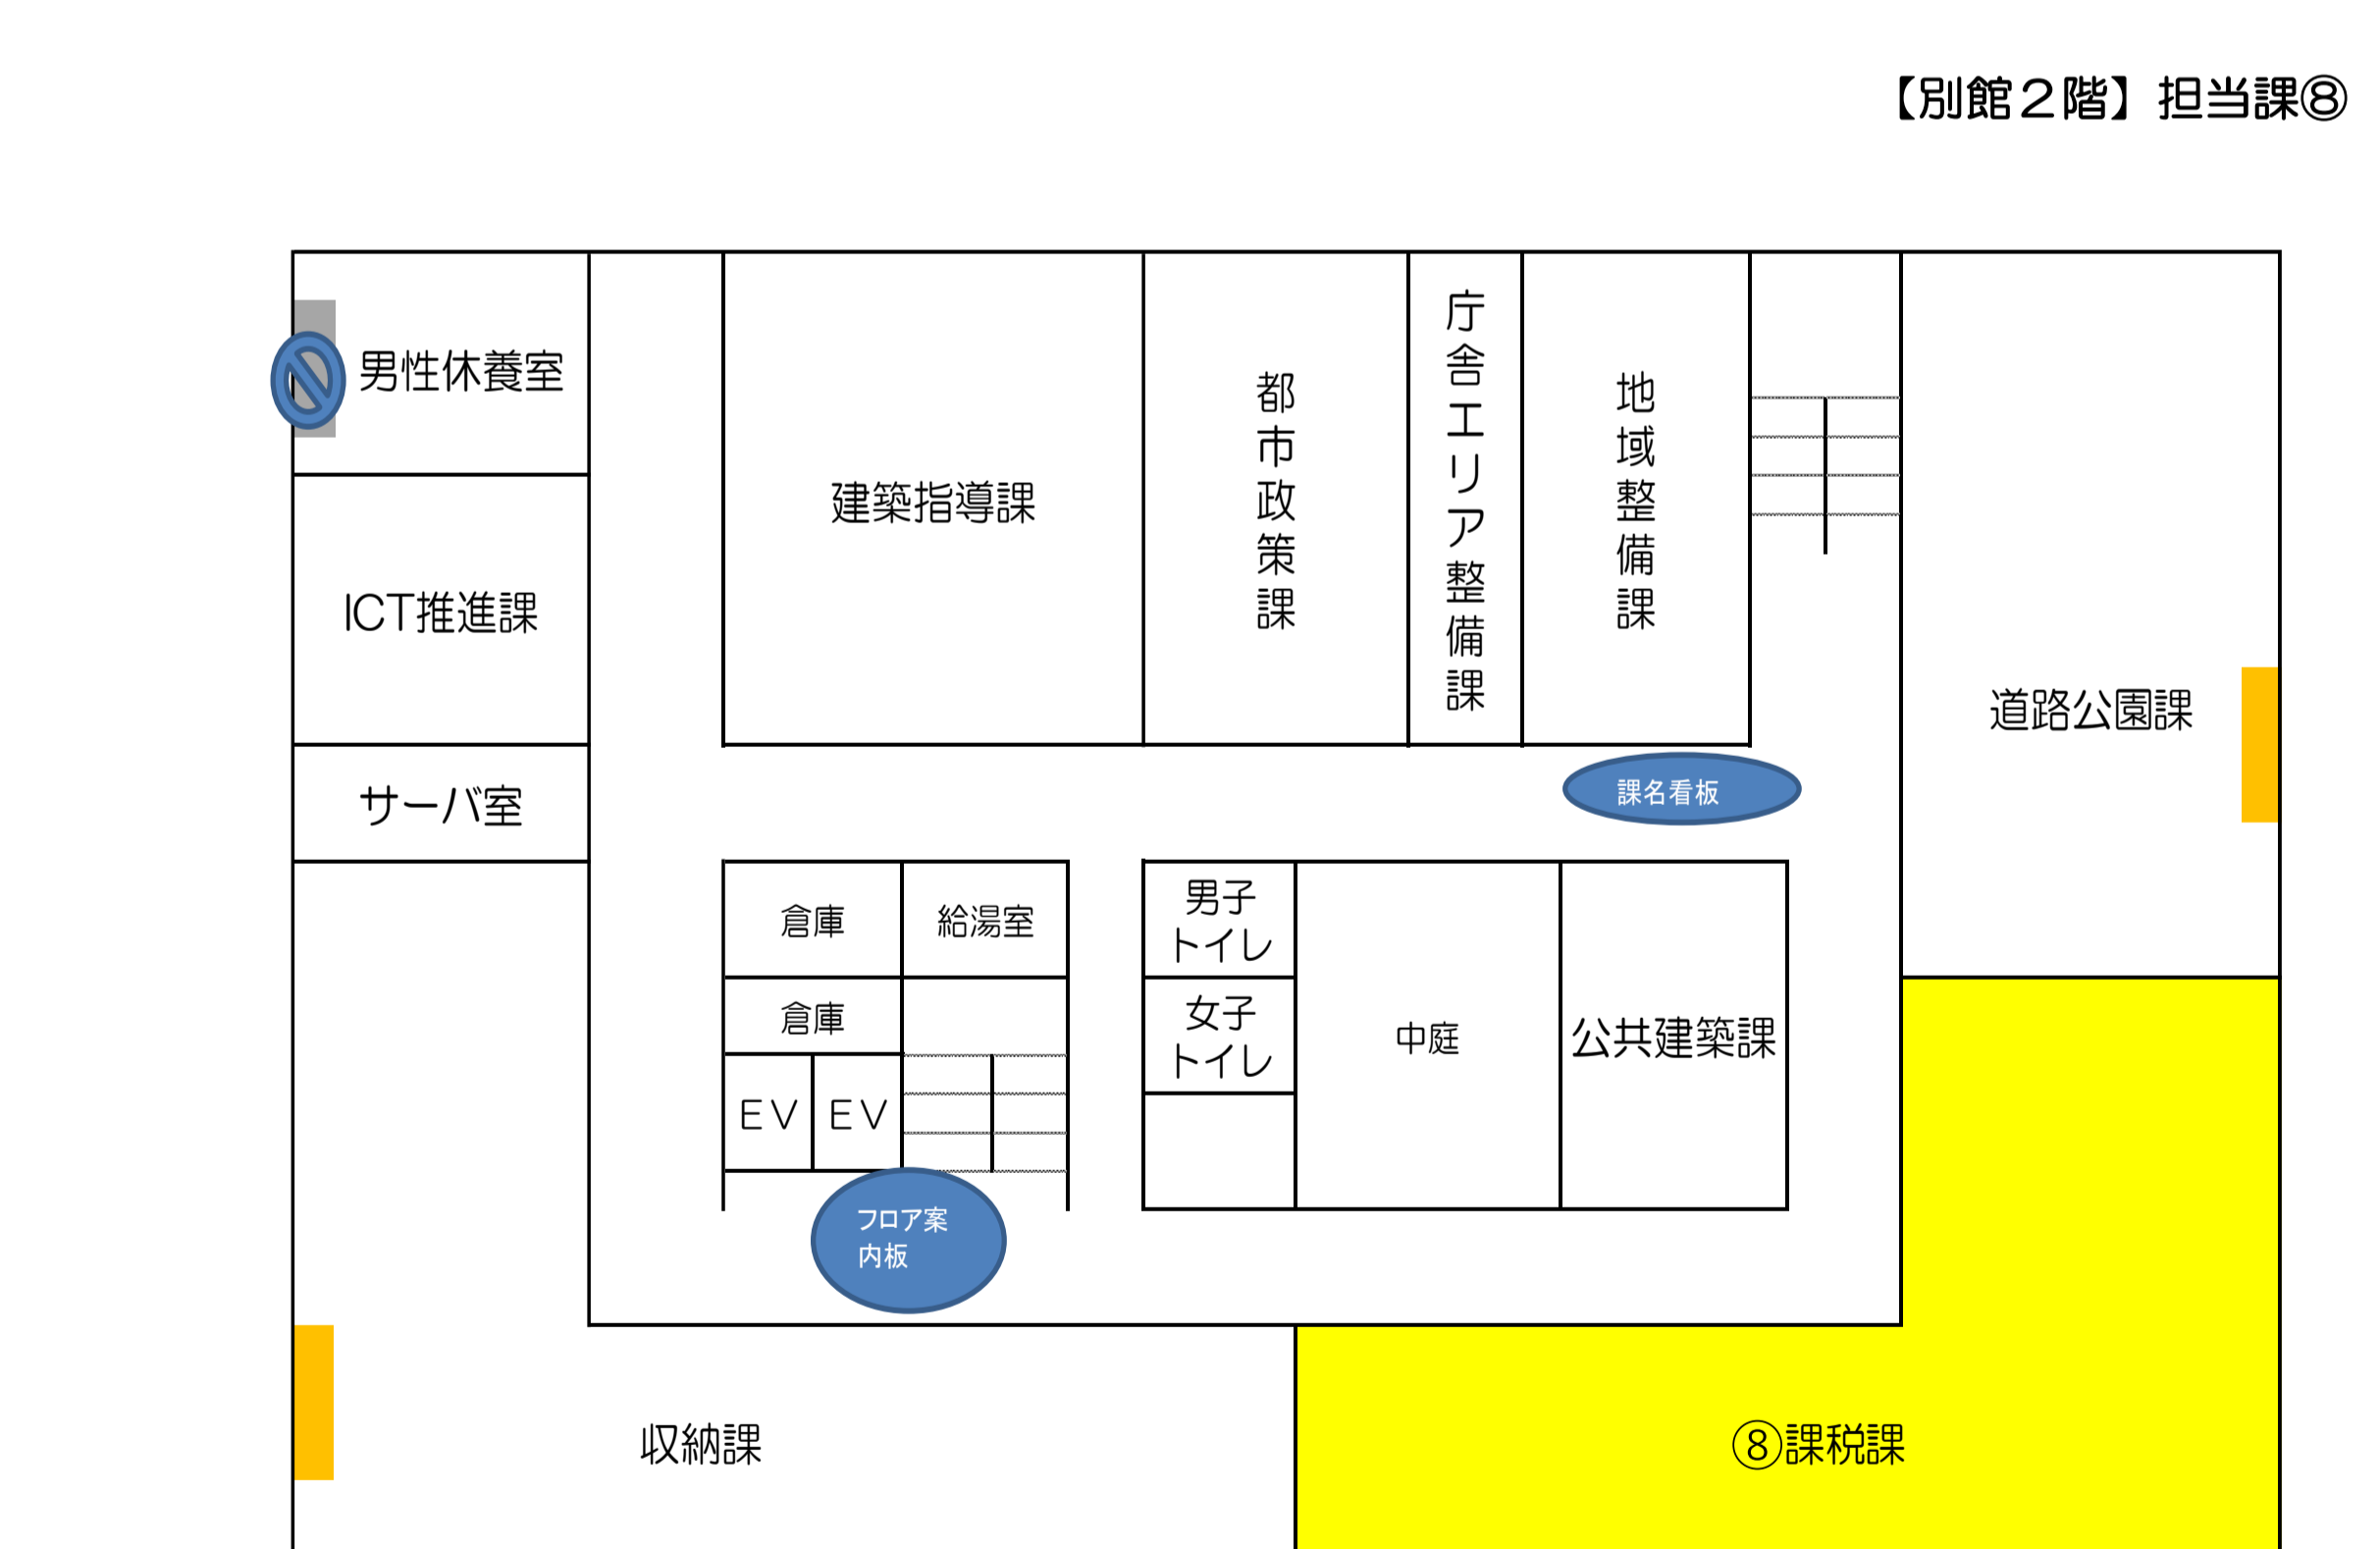 【別館２階】 担当課⑧
男性休養室
ICT推進課
サーバ室
建築指導課
都市政策課
庁舎エリア整備課
地域整備課
道路公園課
課名看板
倉庫
給湯室
倉庫
ＥＶ
ＥＶ
男子
トイレ
女子
トイレ
中庭
公共建築課
フロア案
内板
収納課
⑧課税課